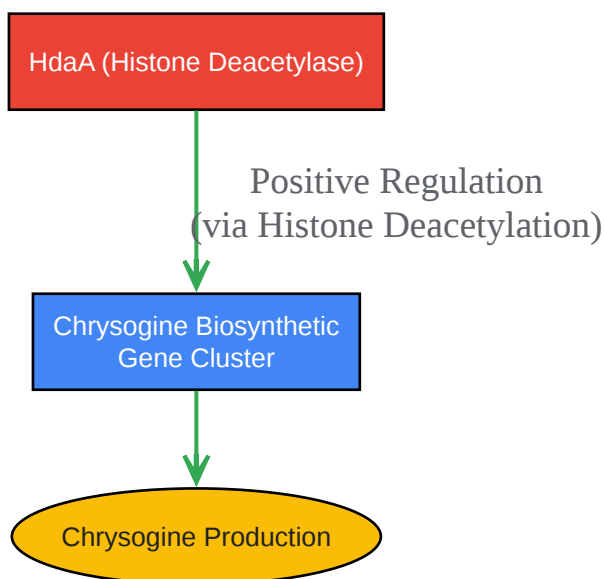 HdaA (Histone Deacetylase)
Positive Regulation
(via Histone Deacetylation)
Chrysogine Biosynthetic
Gene Cluster
Chrysogine Production